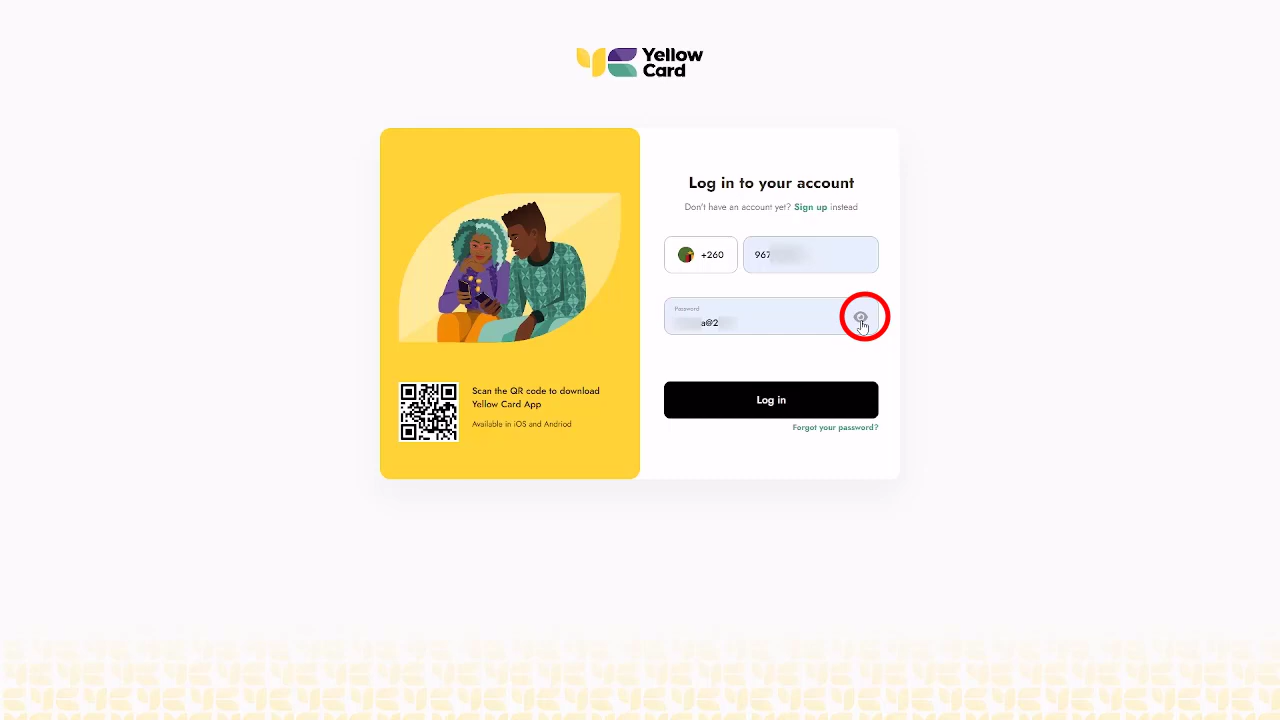 Yellow
Card
Log in to your account
Don't have an account yet? Sign up instead
+260
967
Password
a@2
Log in
Forgot your password?
Scan the QR code to download
Yellow Card App
Available in iOS and Andriod